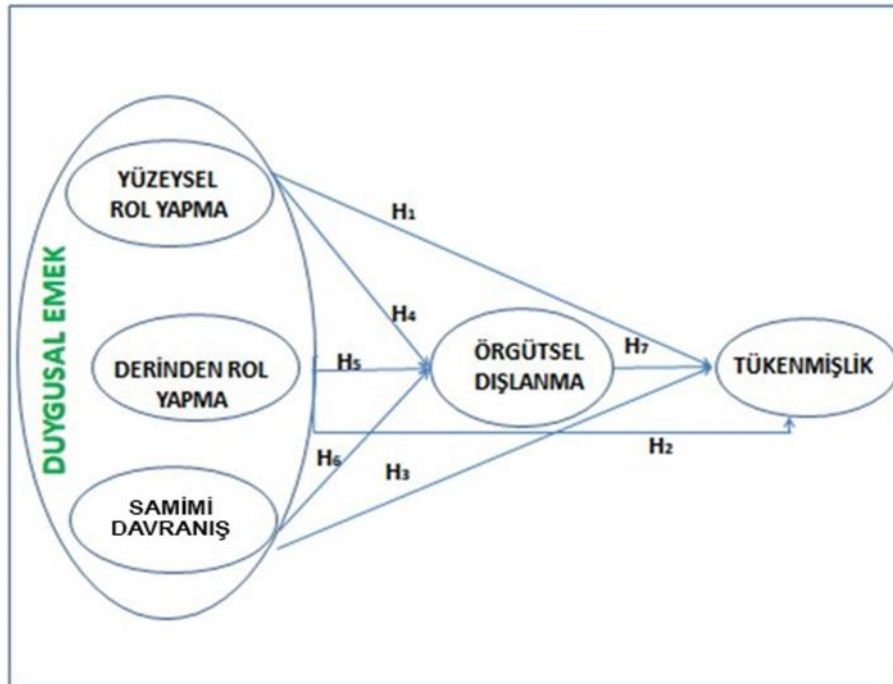 DUYGUSAL EMEK
YÜZEYSEL
ROL YAPMA
DERİNDEN ROL
YAPMA
SAMİMİ
DAVRANIŞ
H1
H4
H5
H6
H3
ÖRGÜTSEL
DIŞLANMA
H7
H2
TÜKENMİŞLİK